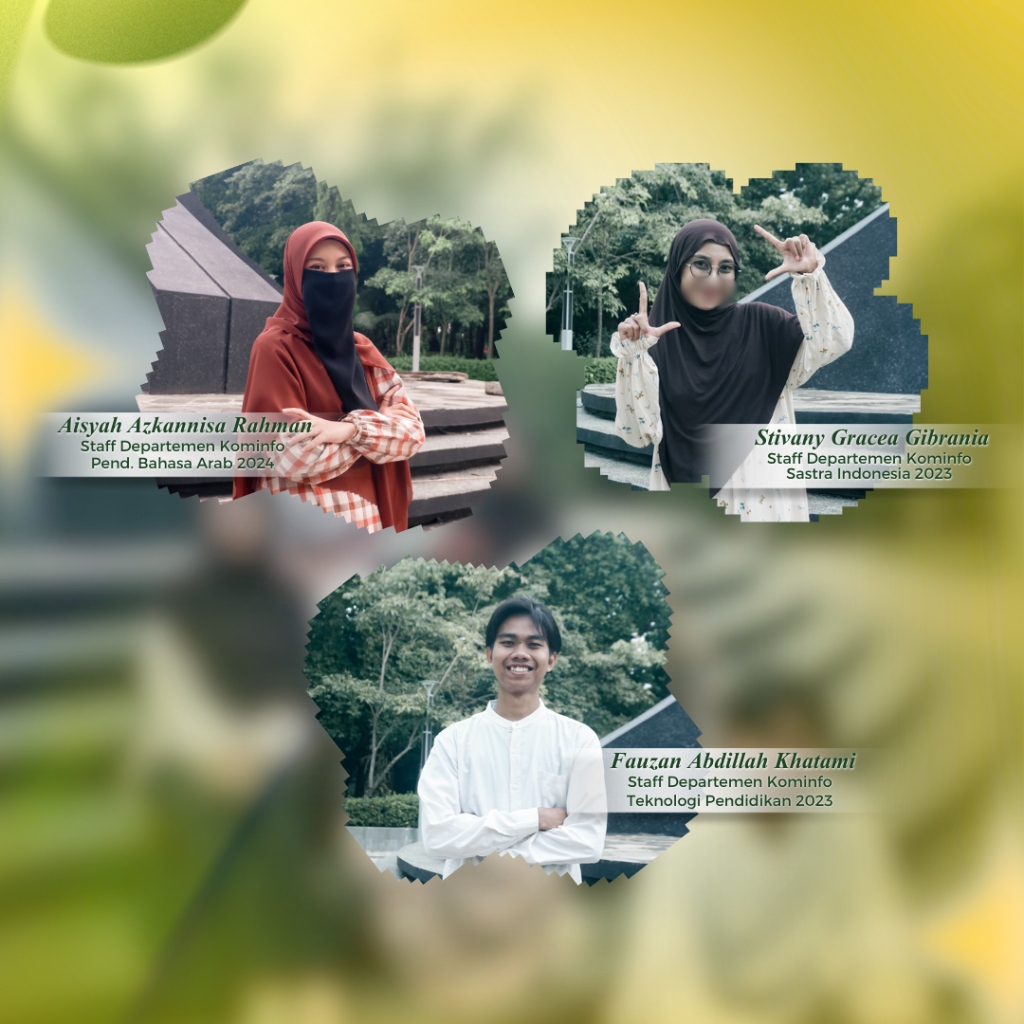 Aisyah Azkannisa Rahman
Staff Departemen Kominfo
Pend. Bahasa Arab 2024
Stivany Gracea Gibrania
Staff Departemen Kominfo
Sastra Indonesia 2023
Fauzan Abdillah Khatami
Staff Departemen Kominfo
Teknologi Pendidikan 2023